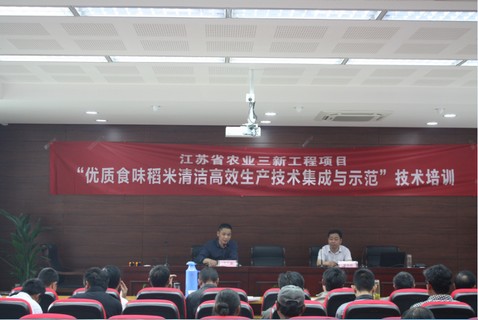 江苏省农业三新工程项目
“优质食味稻米清洁高效生产技术集成与示范”技术培训